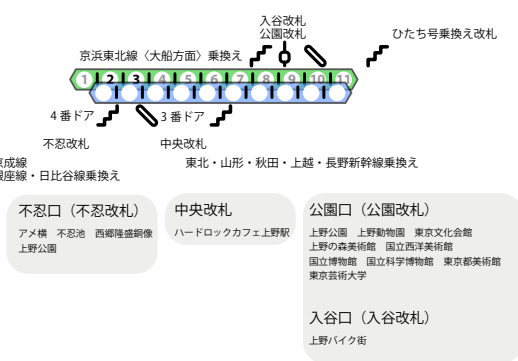 入谷改札
公園改札
ひたち号乗換え改札
京浜東北線〈大船方面〉乗換え
1 2 3 4 5 6 7 8 9 10 11
4 番ドア
3 番ドア
不忍改札
中央改札
京成線
東北・山形・秋田・上越・長野新幹線乗換え
銀座線・日比谷線乗換え
不忍口（不忍改札）
アメ横 不忍池 西郷隆盛銅像
上野公園
中央改札
ハードロックカフェ上野駅
公園口（公園改札）
上野公園 上野動物園 東京文化会館
上野の森美術館 国立西洋美術館
国立博物館 国立科学博物館 東京都美術館
東京芸術大学
入谷口（入谷改札）
上野バイク街